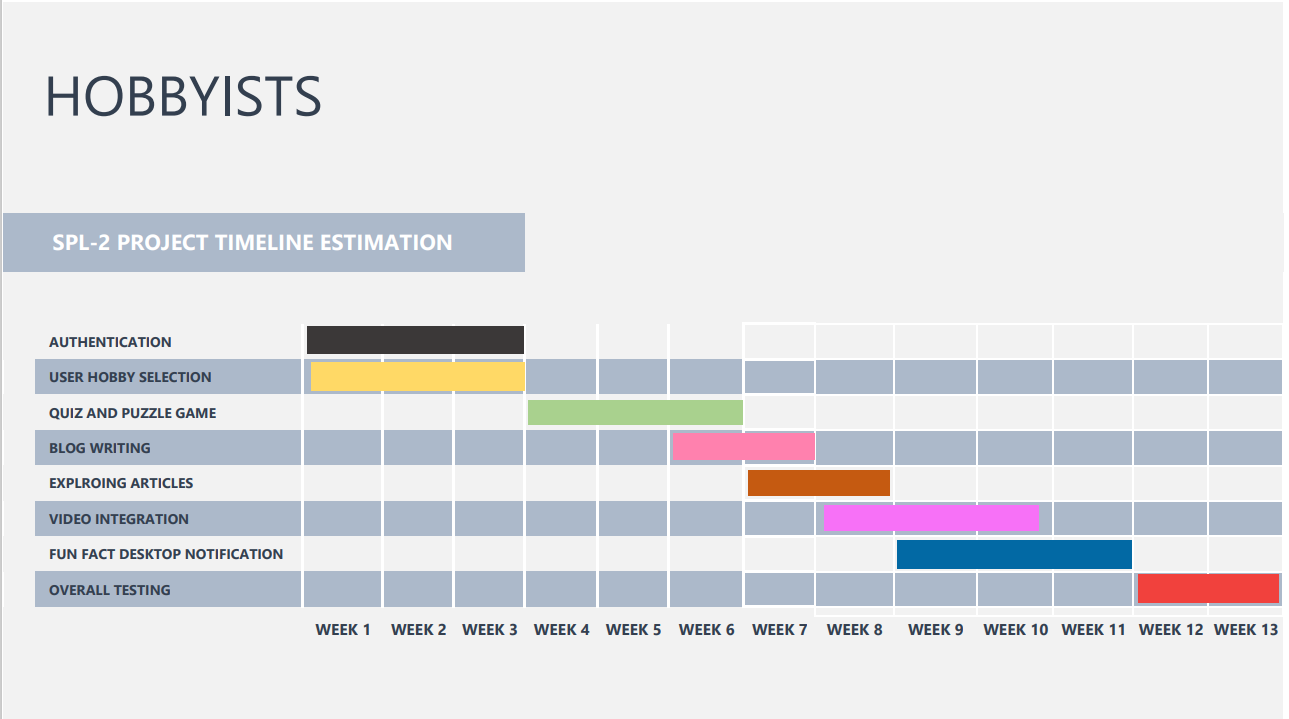 HOBBYISTS
SPL-2 PROJECT TIMELINE ESTIMATION
AUTHENTICATION
USER HOBBY SELECTION
QUIZ AND PUZZLE GAME
BLOG WRITING
EXPLROING ARTICLES
VIDEO INTEGRATION
FUN FACT DESKTOP NOTIFICATION
OVERALL TESTING
WEEK 1 WEEK 2 WEEK 3 WEEK 4 WEEK 5 WEEK 6 WEEK 7 WEEK 8 WEEK 9 WEEK 10 WEEK 11 WEEK 12 WEEK 13